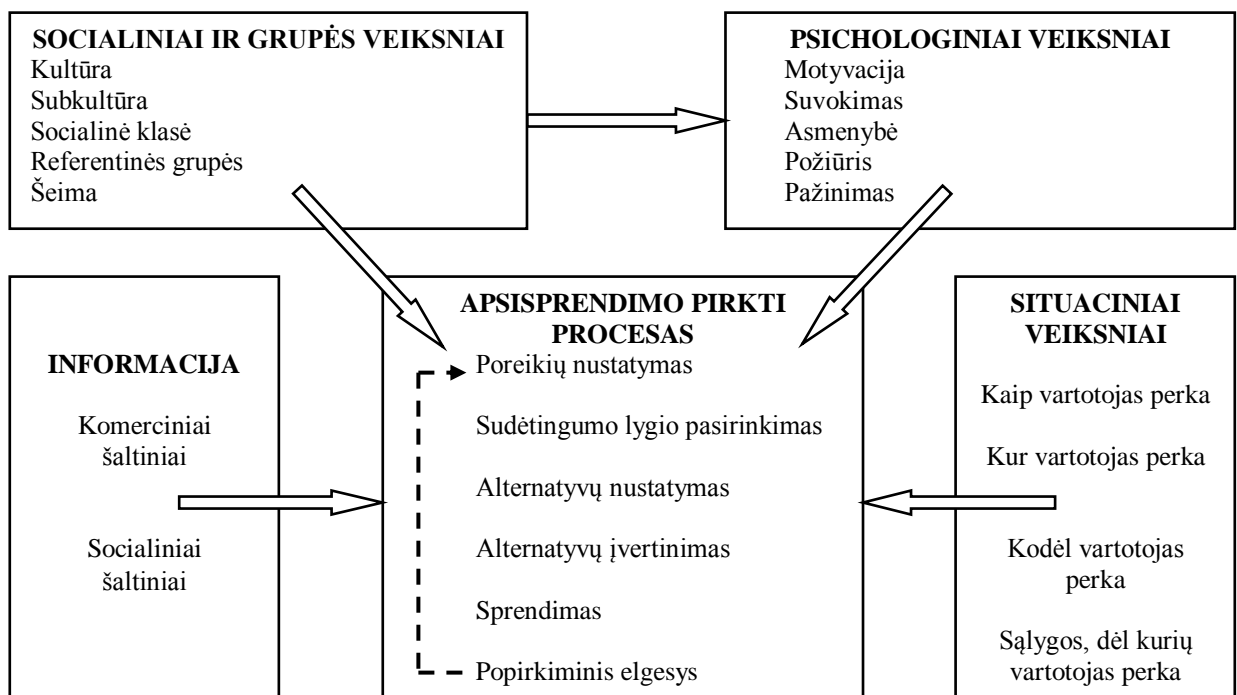 SOCIALINIAI IR GRUPĖS VEIKSNIAI
Kultūra
Subkultūra
Socialinė klasė
Referentinės grupės
Šeima
PSICHOLOGINIAI VEIKSNIAI
Motyvacija
Suvokimas
Asmenybė
Požiūris
Pažinimas
INFORMACIJA
Komerciniai
šaltiniai
Socialiniai
šaltiniai
APSISPRENDIMO PIRKTI
PROCESAS
Poreikių nustatymas
Sudėtingumo lygio pasirinkimas
Alternatyvų nustatymas
Alternatyvų įvertinimas
Sprendimas
Popirkiminis elgesys
SITUACINIAI
VEIKSNIAI
Kaip vartotojas perka
Kur vartotojas perka
Kodėl vartotojas
perka
Sąlygos, dėl kurių
vartotojas perka